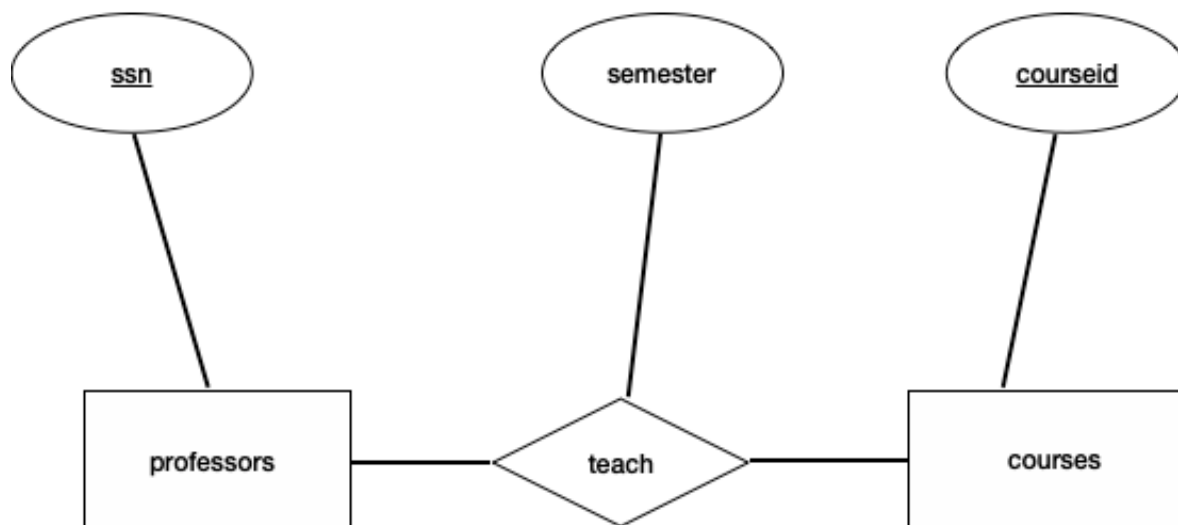 ssn
semester
courseid
professors
teach
courses